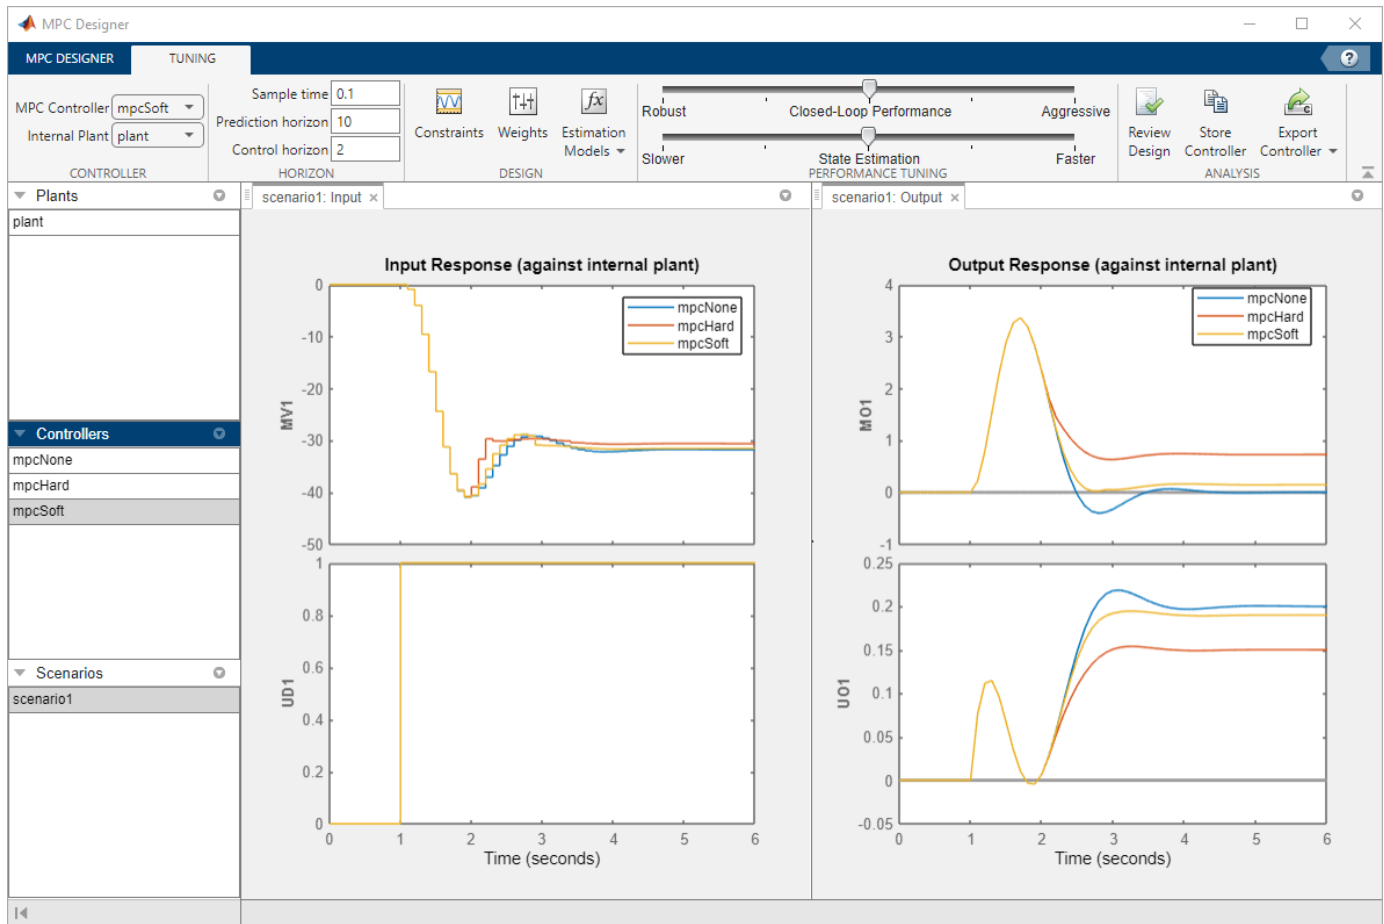 MPC Designer
MPC DESIGNER TUNING
?
MPC Controller mpcSoft
Internal Plant plant
CONTROLLER
Sample time 0.1
Prediction horizon 10
Control horizon 2
HORIZON
Constraints
Weights
fx
Estimation
Models
DESIGN
Robust Closed-Loop Performance Aggressive
Slower State Estimation Faster
PERFORMANCE TUNING
Review
Design
Store
Controller
C
Export
Controller
ANALYSIS
Plants
plant
Controllers
mpcNone
mpcHard
mpcSoft
Scenarios
scenario1
scenario1: Input ×
Input Response (against internal plant)
mpcNone
mpcHard
mpcSoft
MV1
0
-10
-20
-30
-40
-50
UD1
1
0.8
0.6
0.4
0.2
0
0 1 2 3 4 5 6
Time (seconds)
scenario1: Output ×
Output Response (against internal plant)
mpcNone
mpcHard
mpcSoft
MO1
4
3
2
1
0
-1
UO1
0.25
0.2
0.15
0.1
0.05
0
-0.05
0 1 2 3 4 5 6
Time (seconds)